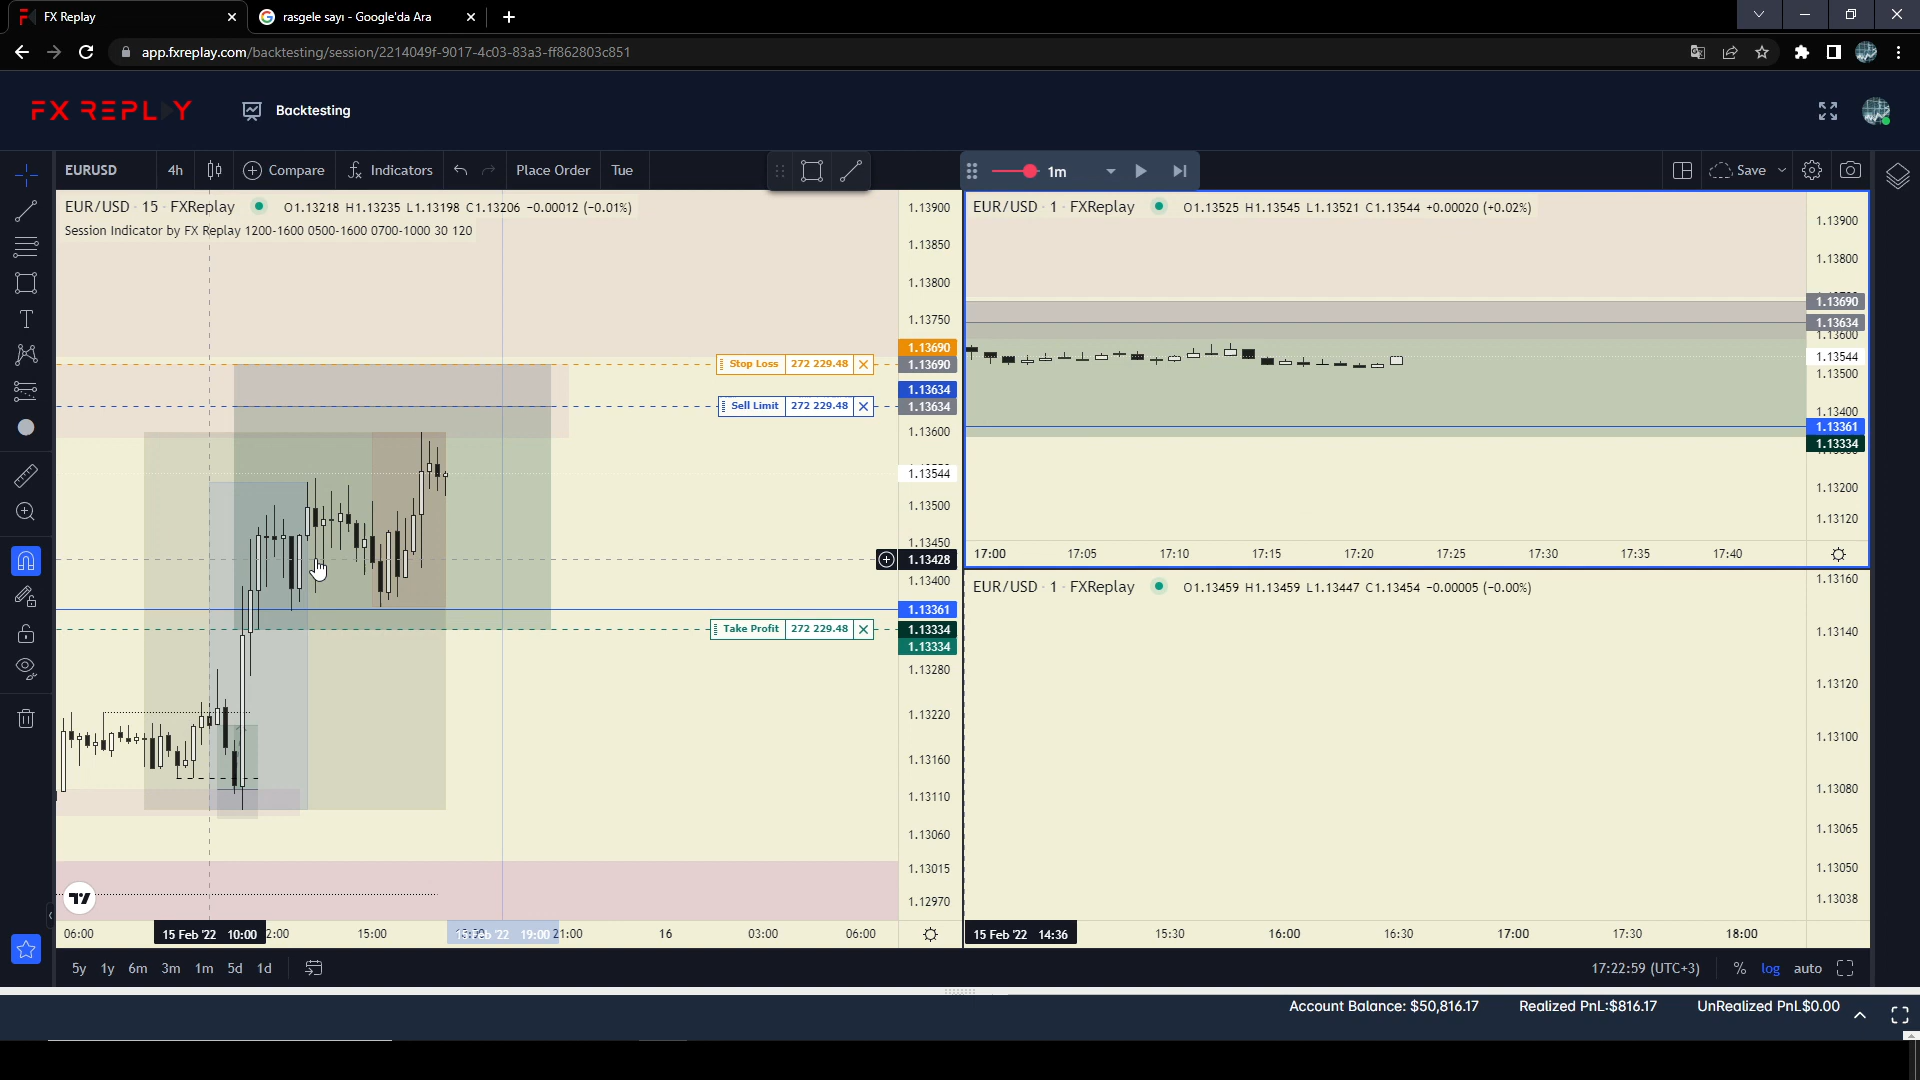 FX Replay
rasgele sayı - Google'da Ara
app.fxreplay.com/backtesting/session/2214049f-9017-4c03-83a3-ff862803c851
FX REPLAY
Backtesting
EURUSD 4h Compare Indicators Place Order Tue
1m
Save
EUR/USD · 15 · FXReplay O1.13218 H1.13235 L1.13198 C1.13206 -0.00012 (-0.01%)
Session Indicator by FX Replay 1200-1600 0500-1600 0700-1000 30 120
1.13900
1.13850
1.13800
1.13750
1.13690
Stop Loss 272 229.48
1.13690
1.13634
Sell Limit 272 229.48
1.13634
1.13600
1.13544
1.13500
1.13450
1.13428
1.13400
1.13361
Take Profit 272 229.48
1.13334
1.13334
1.13280
1.13220
1.13160
1.13110
1.13060
1.13015
1.12970
06:00 15 Feb '22 10:00 2:00 15:00 15 Feb '22 19:00 21:00 16 03:00 06:00
EUR/USD · 1 · FXReplay O1.13525 H1.13545 L1.13521 C1.13544 +0.00020 (+0.02%)
1.13900
1.13800
1.13690
1.13634
1.13600
1.13544
1.13500
1.13400
1.13361
1.13334
1.13200
1.13120
17:00 17:05 17:10 17:15 17:20 17:25 17:30 17:35 17:40
EUR/USD · 1 · FXReplay O1.13459 H1.13459 L1.13447 C1.13454 -0.00005 (-0.00%)
1.13160
1.13140
1.13120
1.13100
1.13080
1.13065
1.13050
1.13038
15 Feb '22 14:36 15:30 16:00 16:30 17:00 17:30 18:00
5y 1y 6m 3m 1m 5d 1d
17:22:59 (UTC+3) % log auto
Account Balance: $50,816.17 Realized PnL:$816.17 UnRealized PnL$0.00